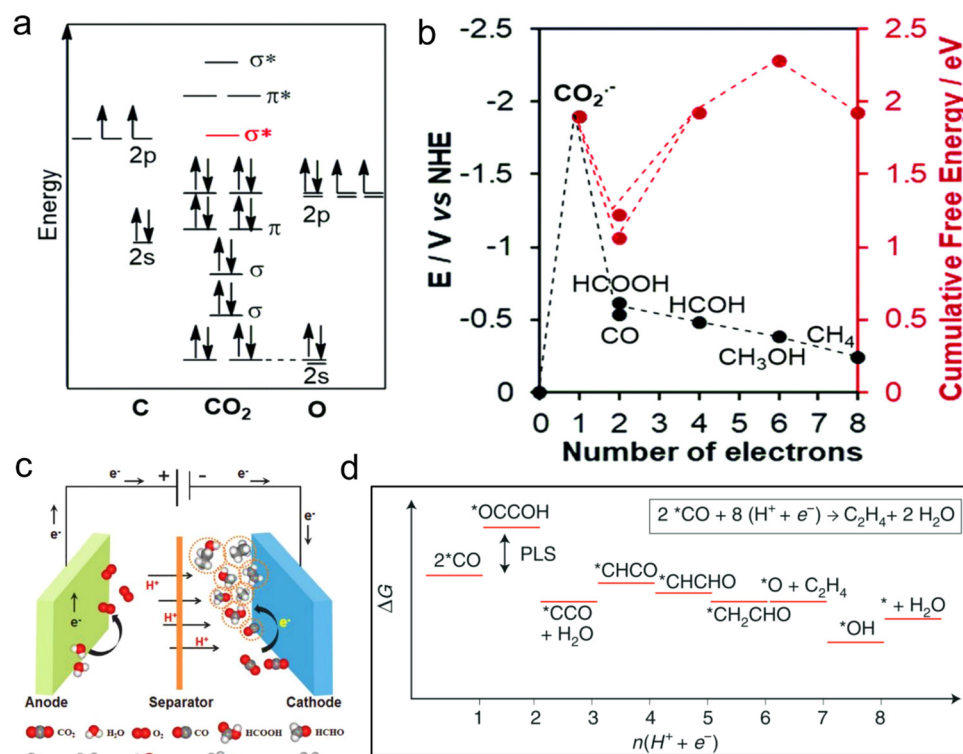 a
Energy
σ*
π*
σ*
2p
2p
π
2s
σ
σ
2s
C CO₂ O
b
E / V vs NHE
-2.5
-2
-1.5
-1
-0.5
0
CO₂·-
HCOOH
CO
HCOH
CH₃OH
CH₄
0 1 2 3 4 5 6 7 8
Number of electrons
2.5
2
1.5
1
0.5
0
Cumulative Free Energy / eV
c
e- + - e-
e- e-
H+
H+
H+
e- e-
Anode Separator Cathode
CO₂ H₂O O₂ CO HCOOH HCHO
d
2 *CO + 8 (H+ + e−) → C₂H₄ + 2 H₂O
*OCCOH
2*CO
PLS
*CHCO
*CHCHO
*O + C₂H₄
*CCO
+ H₂O
*CH₂CHO
* + H₂O
*OH
ΔG
1 2 3 4 5 6 7 8
n(H+ + e−)